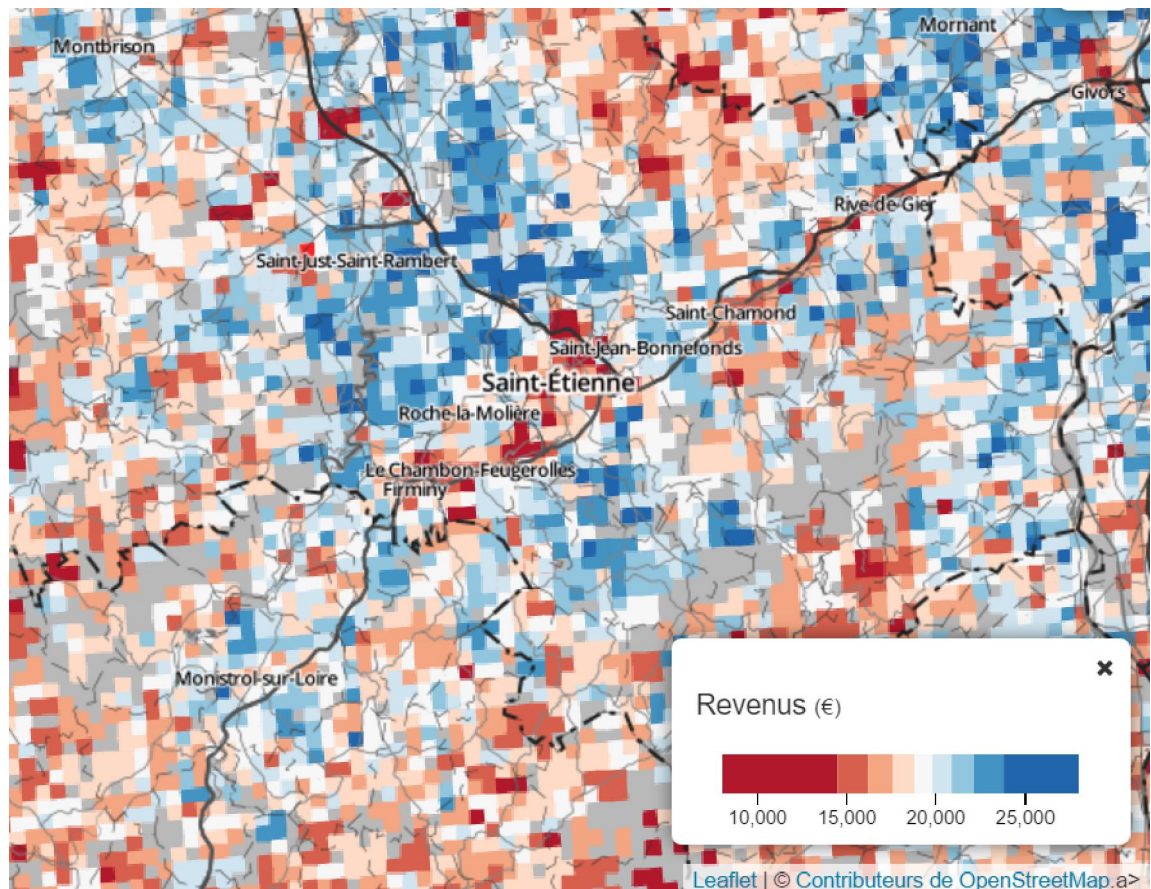 Montbrison
Mornant
Givors
Rive-de-Gier
Saint-Just-Saint-Rambert
Saint-Chamond
Saint-Jean-Bonnefonds
Saint-Étienne
Roche-la-Molière
Le Chambon-Feugerolles
Firminy
Monistrol-sur-Loire
✖
Revenus (€)
10,000 15,000 20,000 25,000
Leaflet | © Contributeurs de OpenStreetMap.a>